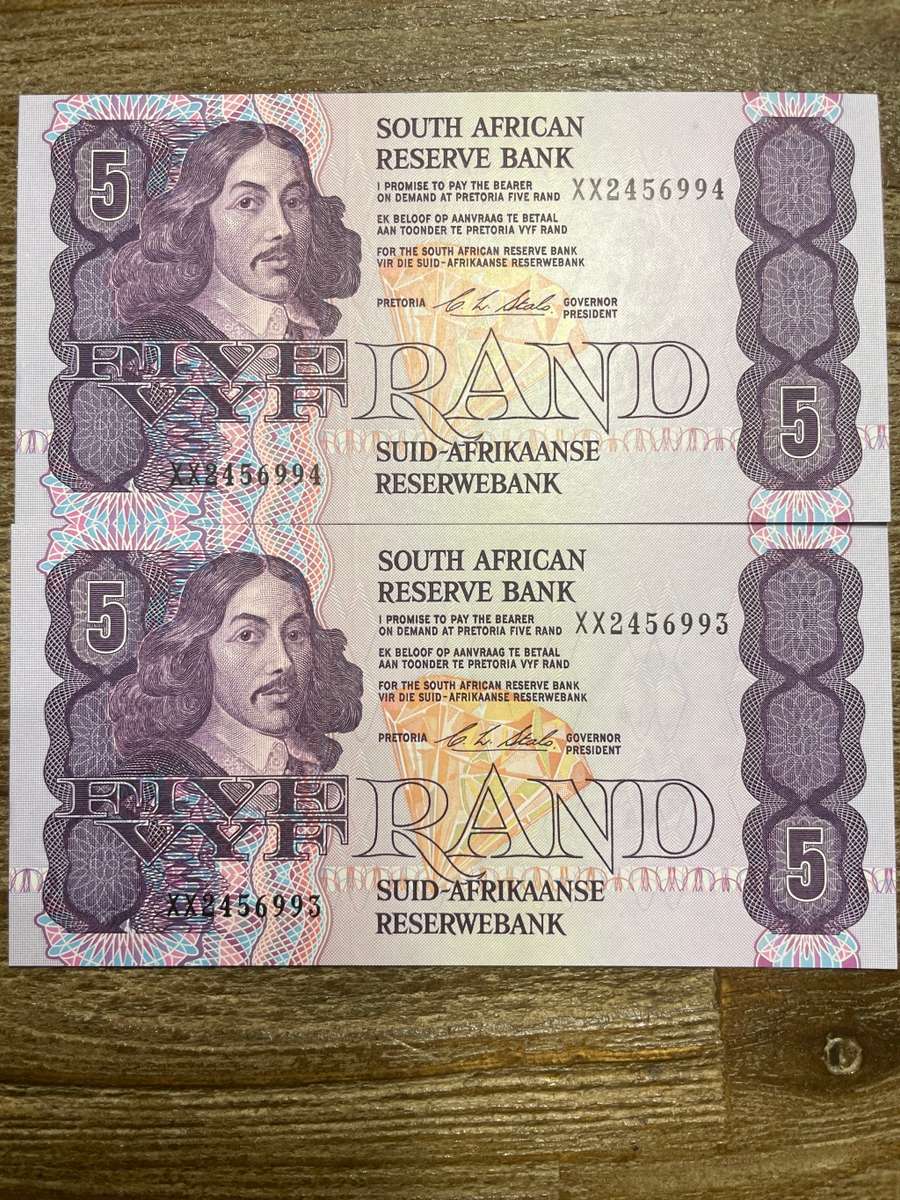 5
SOUTH AFRICAN
RESERVE BANK
I PROMISE TO PAY THE BEARER
ON DEMAND AT PRETORIA FIVE RAND
XX2456994
EK BELOOF OP AANVRAAG TE BETAAL
AAN TOONDER TE PRETORIA VYF RAND
FOR THE SOUTH AFRICAN RESERVE BANK
VIR DIE SUID-AFRIKAANSE RESERWEBANK
PRETORIA C. L. Stals. GOVERNOR
PRESIDENT
FIVE
VYF
RAND
5
SUID-AFRIKAANSE
RESERWEBANK
XX2456994
5
SOUTH AFRICAN
RESERVE BANK
I PROMISE TO PAY THE BEARER
ON DEMAND AT PRETORIA FIVE RAND
XX2456993
EK BELOOF OP AANVRAAG TE BETAAL
AAN TOONDER TE PRETORIA VYF RAND
FOR THE SOUTH AFRICAN RESERVE BANK
VIR DIE SUID-AFRIKAANSE RESERWEBANK
PRETORIA C. L. Stals. GOVERNOR
PRESIDENT
FIVE
VYF
RAND
5
SUID-AFRIKAANSE
RESERWEBANK
XX2456993